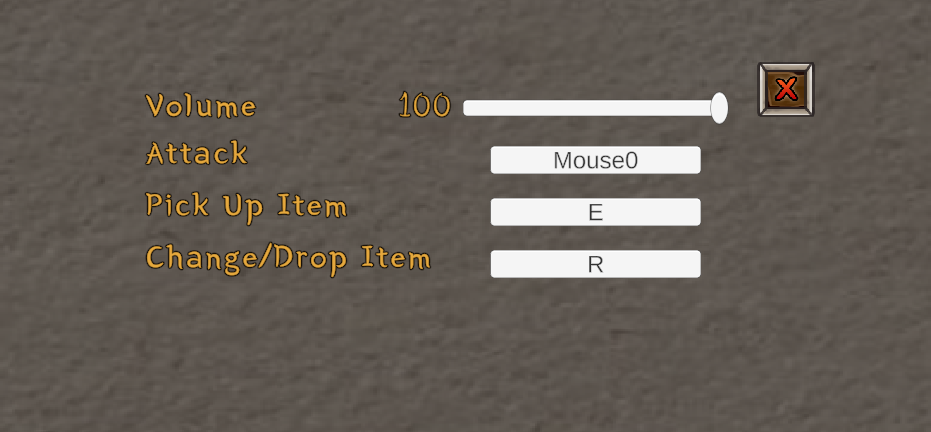 Volume 100
X
Attack Mouse0
Pick Up Item E
Change/Drop Item R